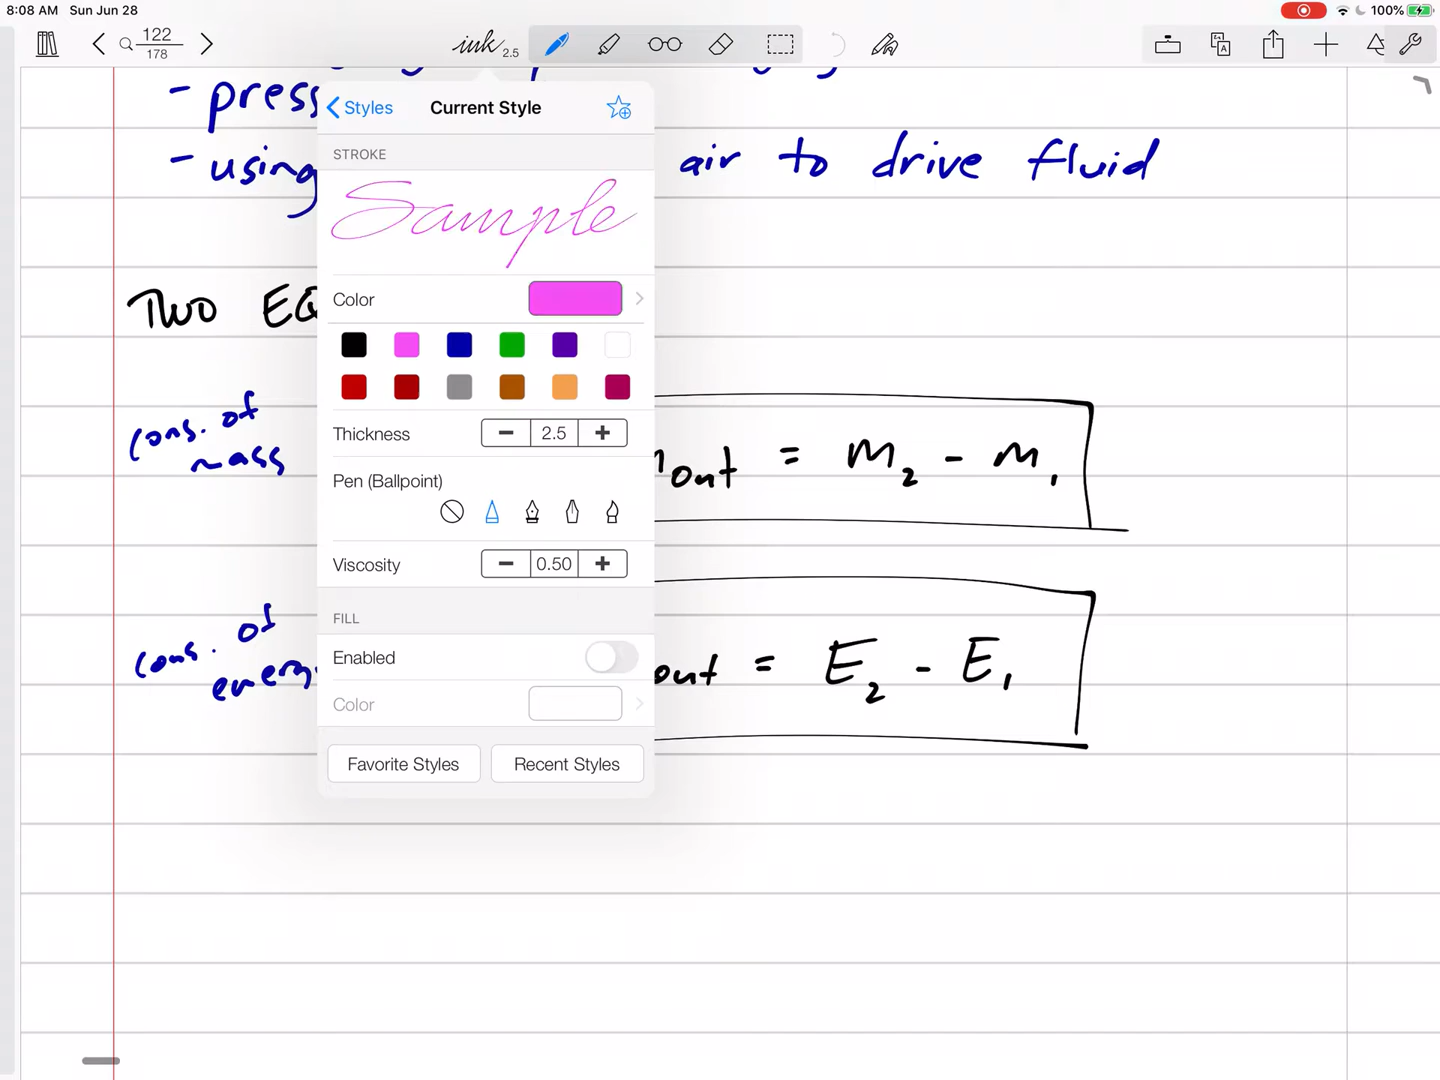 8:08 AM Sun Jun 28
100%
122
178
ink 2.5
- press
- using air to drive fluid
Styles
Current Style
STROKE
Sample
Color
Thickness
2.5
Pen (Ballpoint)
Viscosity
0.50
FILL
Enabled
Color
Favorite Styles
Recent Styles
Two EQ
cons. of
mass
out = m₂ - m₁
cons. of
energy
out = E₂ - E₁